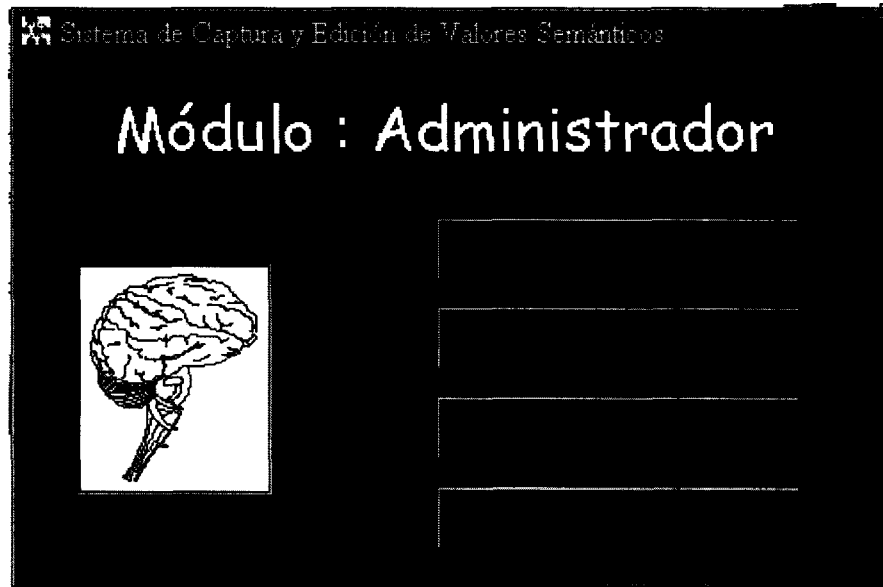 Sistema de Captura y Edición de Valores Semánticos
Módulo : Administrador